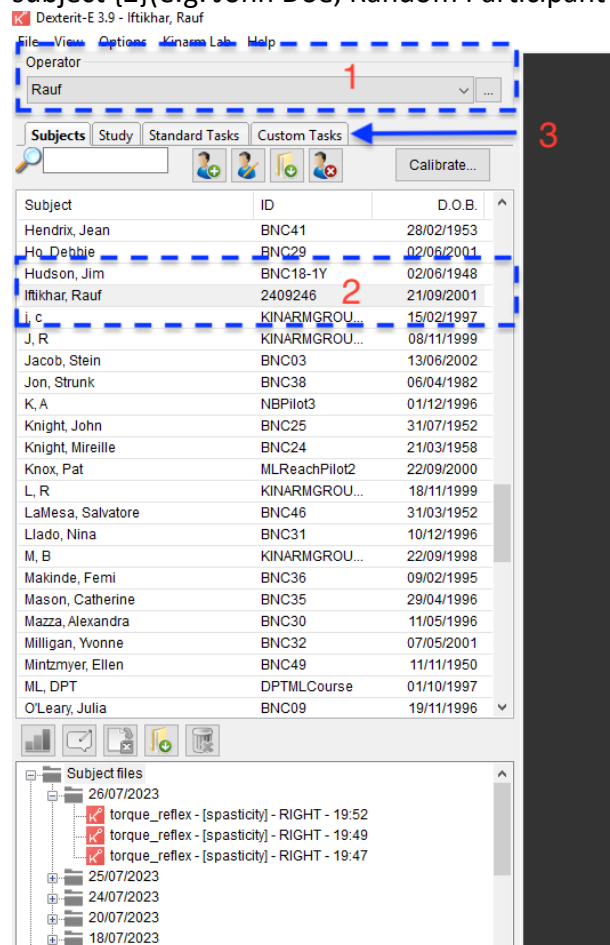 subject {2}(e.g. John Doe, Random Participant
Dexterit-E 3.9 - Iftikhar, Rauf
File View Options Kinarm Lab Help
Operator
Rauf
...
1
Subjects Study Standard Tasks Custom Tasks
3
Calibrate...
Subject ID D.O.B.
Hendrix, Jean BNC41 28/02/1953
Ho, Debbie BNC29 02/06/2001
Hudson, Jim BNC18-1Y 02/06/1948
Iftikhar, Rauf 2409246 21/09/2001
2
j, c KINARMGROU... 15/02/1997
J, R KINARMGROU... 08/11/1999
Jacob, Stein BNC03 13/06/2002
Jon, Strunk BNC38 06/04/1982
K, A NBPilot3 01/12/1996
Knight, John BNC25 31/07/1952
Knight, Mireille BNC24 21/03/1958
Knox, Pat MLReachPilot2 22/09/2000
L, R KINARMGROU... 18/11/1999
LaMesa, Salvatore BNC46 31/03/1952
Llado, Nina BNC31 10/12/1996
M, B KINARMGROU... 22/09/1998
Makinde, Femi BNC36 09/02/1995
Mason, Catherine BNC35 29/04/1996
Mazza, Alexandra BNC30 11/05/1996
Milligan, Yvonne BNC32 07/05/2001
Mintzmyer, Ellen BNC49 11/11/1950
ML, DPT DPTMLCourse 01/10/1997
O'Leary, Julia BNC09 19/11/1996
Subject files
26/07/2023
torque_reflex - [spasticity] - RIGHT - 19:52
torque_reflex - [spasticity] - RIGHT - 19:49
torque_reflex - [spasticity] - RIGHT - 19:47
25/07/2023
24/07/2023
20/07/2023
18/07/2023